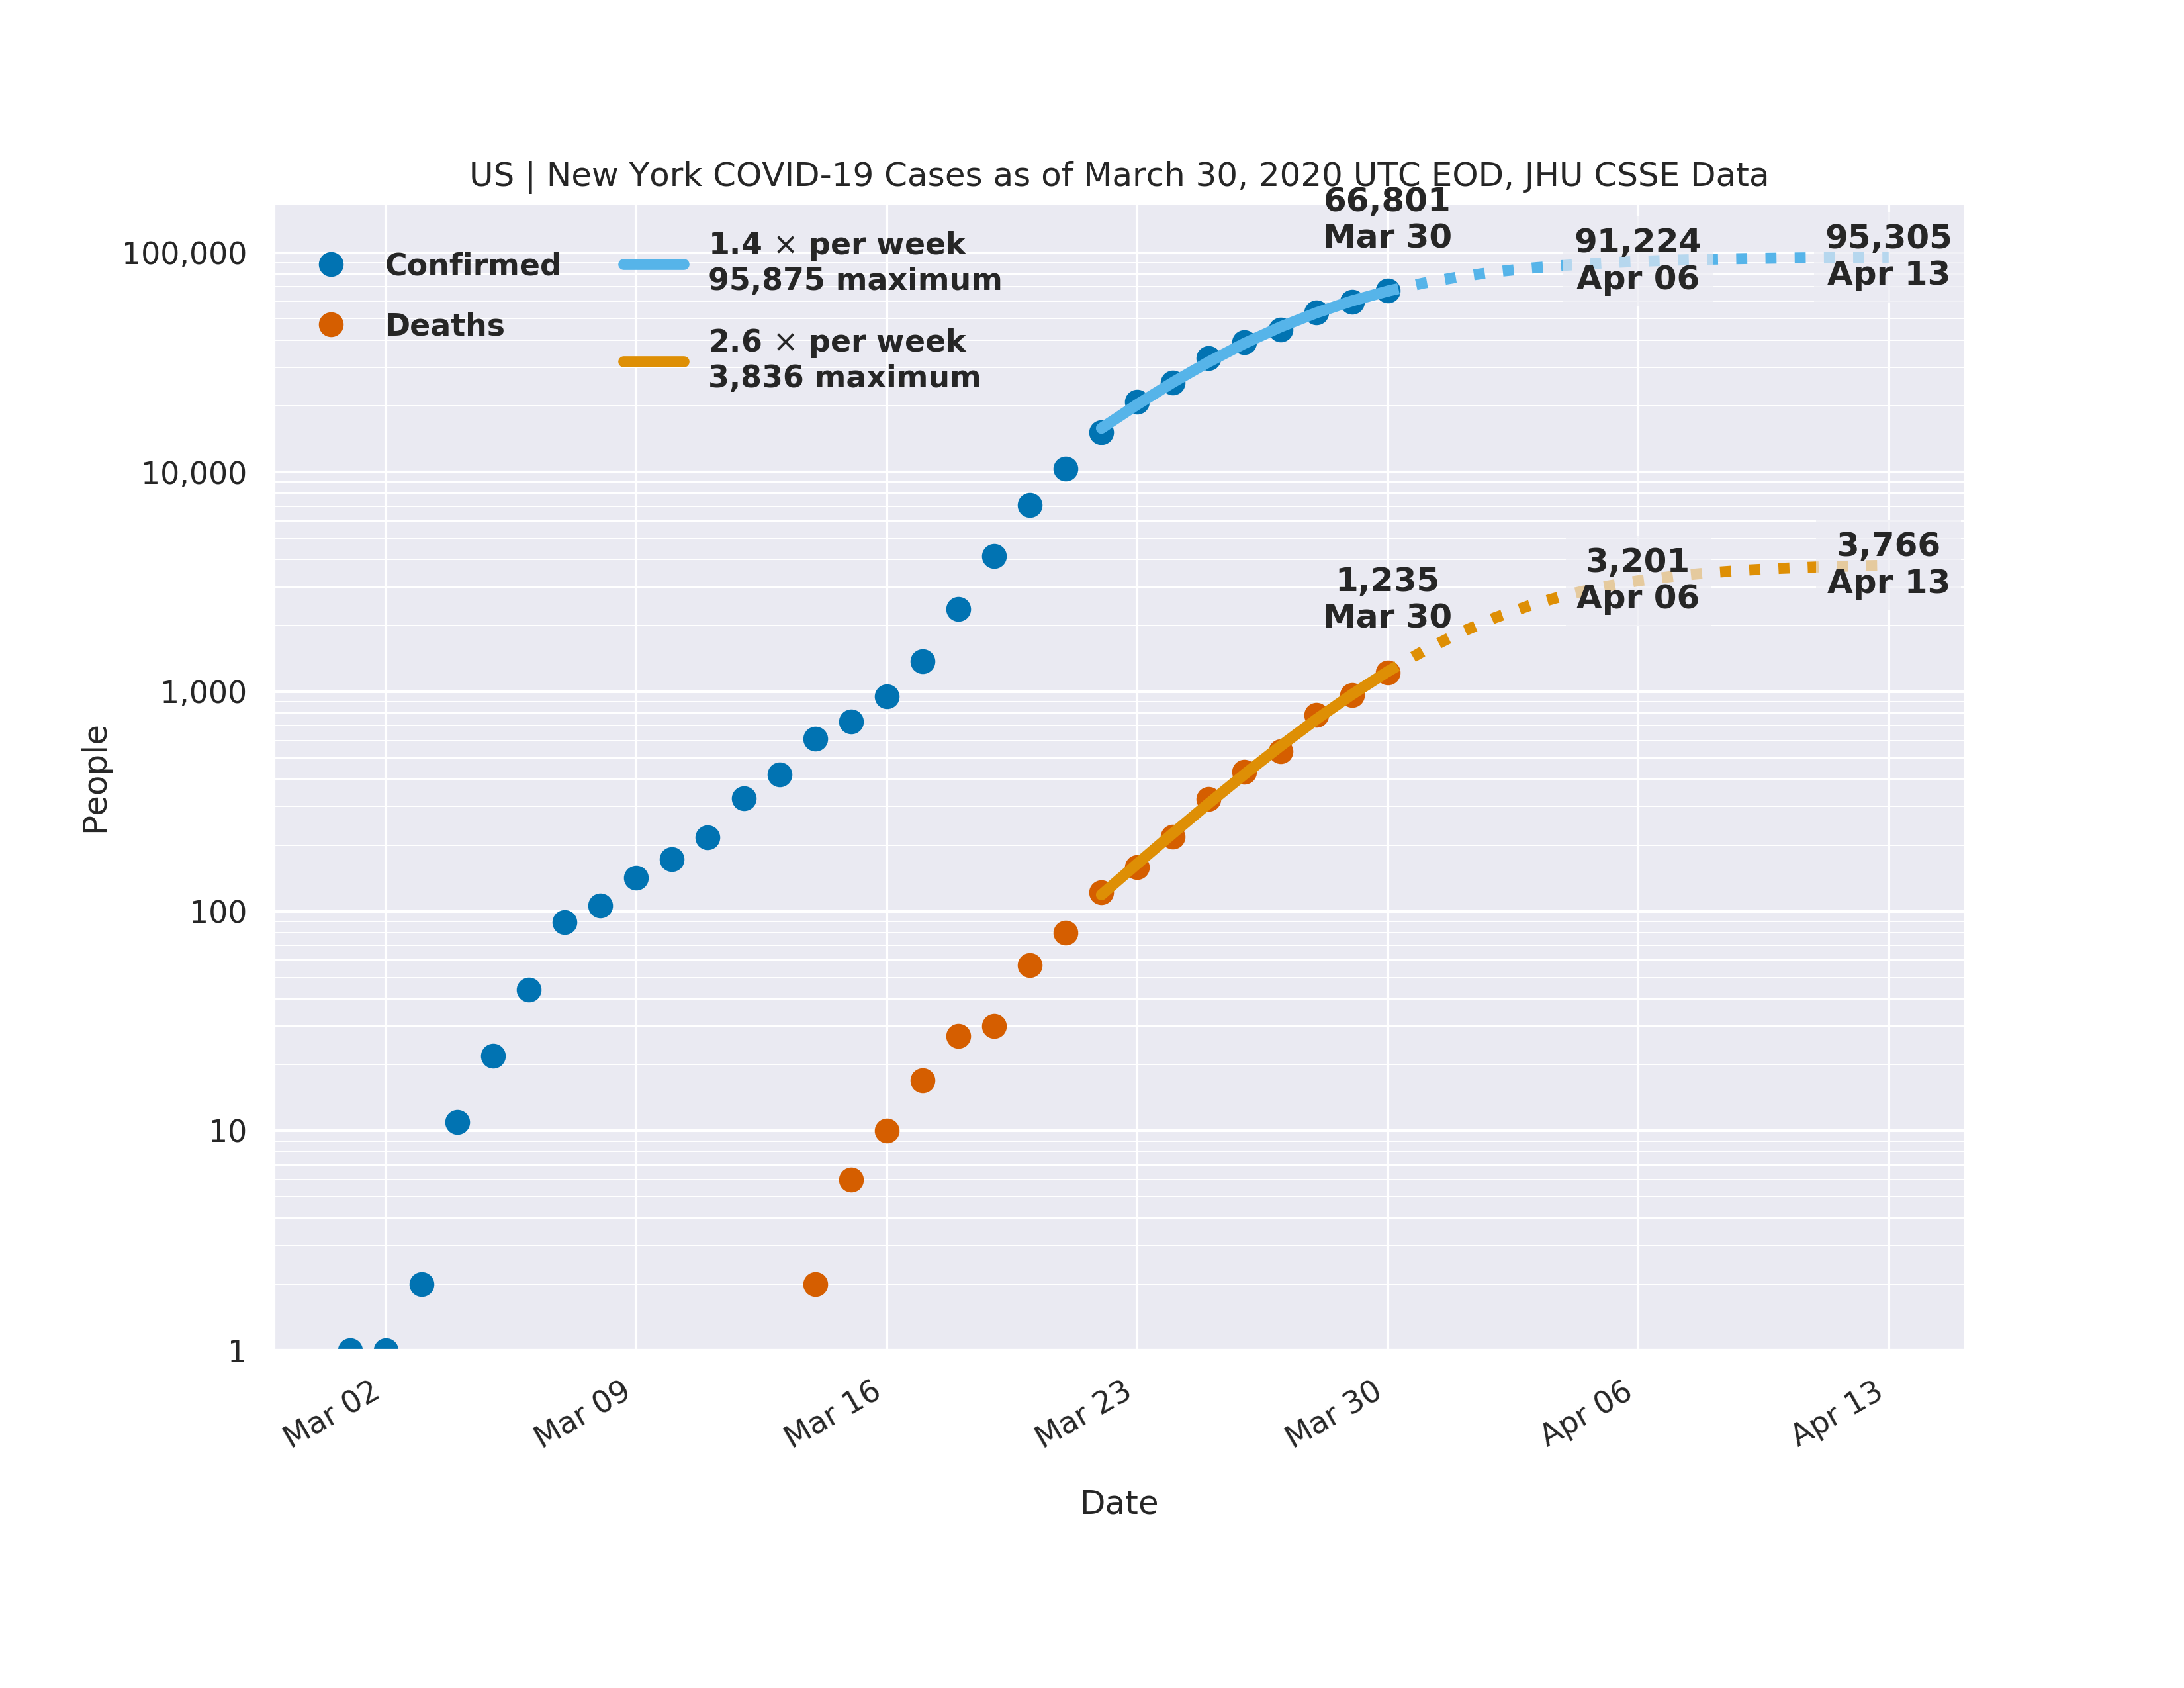 US | New York COVID-19 Cases as of March 30, 2020 UTC EOD, JHU CSSE Data
Confirmed
Deaths
1.4 × per week
95,875 maximum
2.6 × per week
3,836 maximum
66,801
Mar 30
91,224
Apr 06
95,305
Apr 13
1,235
Mar 30
3,201
Apr 06
3,766
Apr 13
People
100,000
10,000
1,000
100
10
1
Mar 02
Mar 09
Mar 16
Mar 23
Mar 30
Apr 06
Apr 13
Date